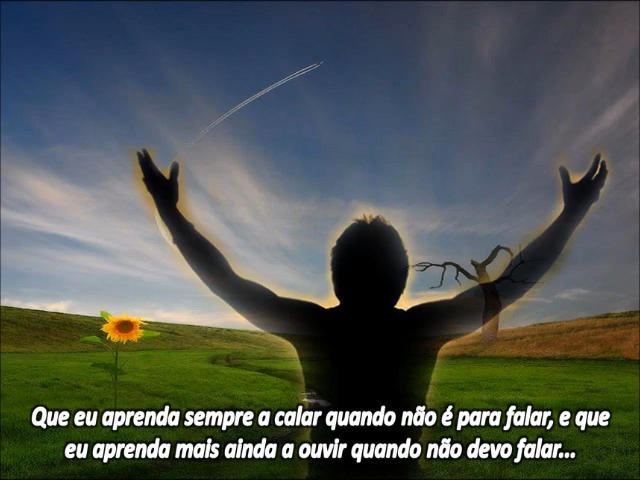 Que eu aprenda sempre a calar quando não é para falar, e que
eu aprenda mais ainda a ouvir quando não devo falar...